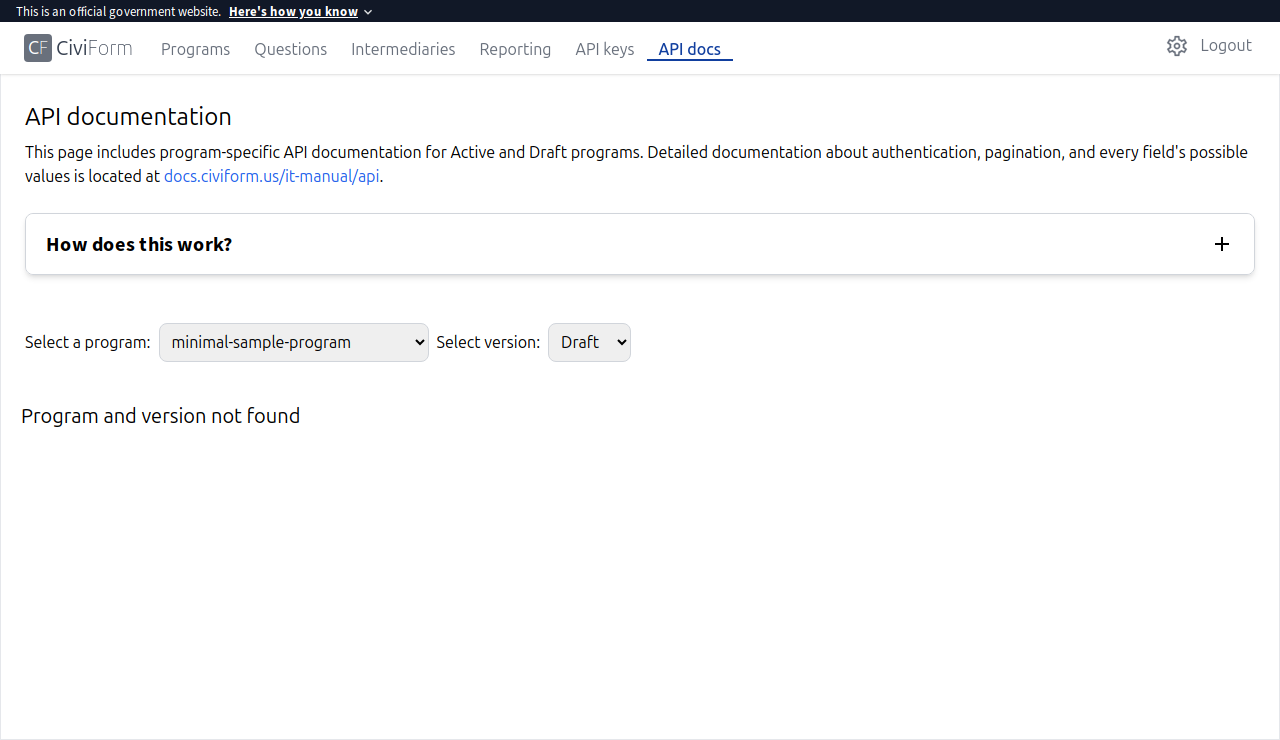 This is an official government website. Here's how you know
CF CiviForm Programs Questions Intermediaries Reporting API keys API docs Logout
API documentation
This page includes program-specific API documentation for Active and Draft programs. Detailed documentation about authentication, pagination, and every field's possible
values is located at docs.civiform.us/it-manual/api.
How does this work?
Select a program: minimal-sample-program Select version: Draft
Program and version not found